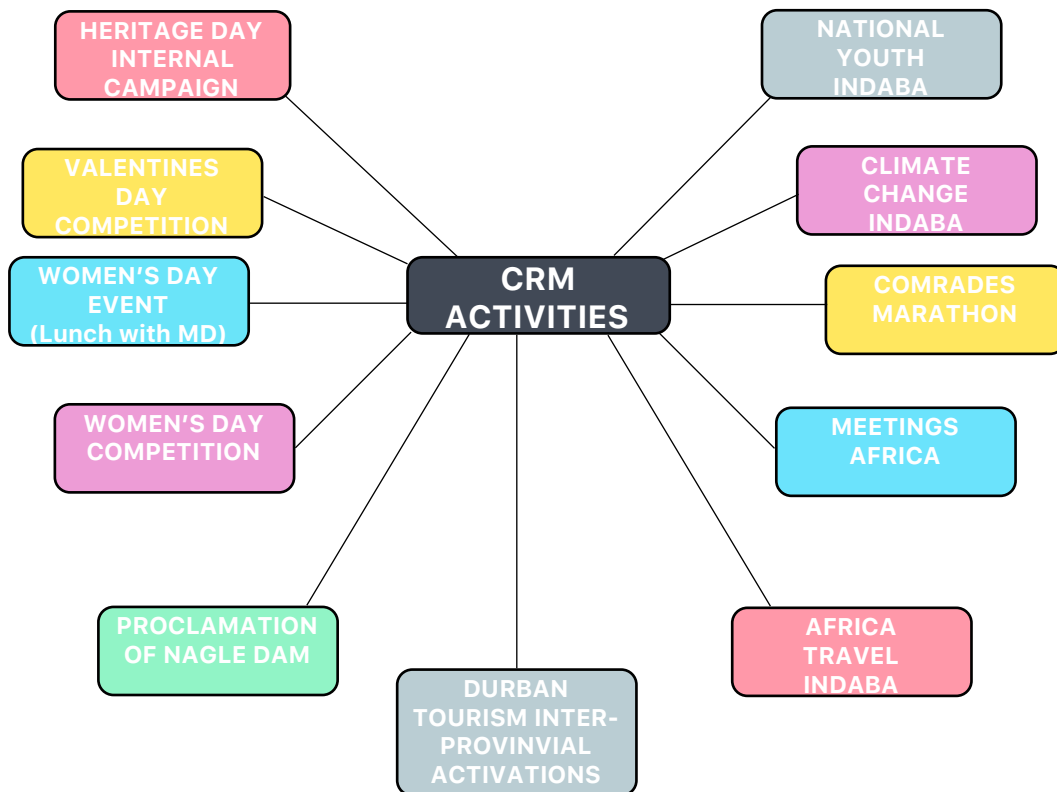 HERITAGE DAY
INTERNAL
CAMPAIGN
NATIONAL
YOUTH
INDABA
VALENTINES
DAY
COMPETITION
CLIMATE
CHANGE
INDABA
WOMEN'S DAY
EVENT
(Lunch with MD)
CRM
ACTIVITIES
COMRADES
MARATHON
WOMEN'S DAY
COMPETITION
MEETINGS
AFRICA
PROCLAMATION
OF NAGLE DAM
DURBAN
TOURISM INTER-
PROVINVIAL
ACTIVATIONS
AFRICA
TRAVEL
INDABA